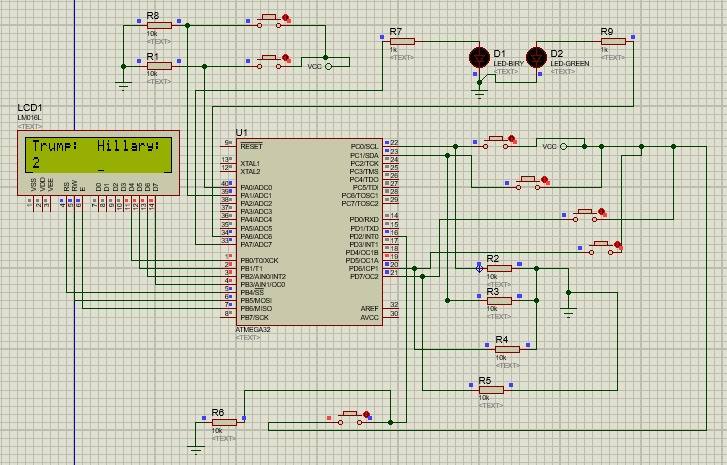 R8
10k
<TEXT>
R1
10k
<TEXT>
VCC
R7
1k
<TEXT>
D1
LED-BIRY
<TEXT>
D2
LED-GREEN
<TEXT>
R9
1k
<TEXT>
LCD1
LM016L
<TEXT>
Trump: Hillary:
2 _
VSS VDD VEE RS RW E D0 D1 D2 D3 D4 D5 D6 D7
1 2 3 4 5 6 7 8 9 10 11 12 13 14
U1
9 RESET
13 XTAL1
12 XTAL2
40 PA0/ADC0
39 PA1/ADC1
38 PA2/ADC2
37 PA3/ADC3
36 PA4/ADC4
35 PA5/ADC5
34 PA6/ADC6
33 PA7/ADC7
1 PB0/T0/XCK
2 PB1/T1
3 PB2/AIN0/INT2
4 PB3/AIN1/OC0
5 PB4/SS
6 PB5/MOSI
7 PB6/MISO
8 PB7/SCK
PC0/SCL 22
PC1/SDA 23
PC2/TCK 24
PC3/TMS 25
PC4/TDO 26
PC5/TDI 27
PC6/TOSC1 28
PC7/TOSC2 29
PD0/RXD 14
PD1/TXD 15
PD2/INT0 16
PD3/INT1 17
PD4/OC1B 18
PD5/OC1A 19
PD6/ICP1 20
PD7/OC2 21
AREF 32
AVCC 30
ATMEGA32
<TEXT>
VCC
R2
10k
<TEXT>
R3
10k
<TEXT>
R4
10k
<TEXT>
R5
10k
<TEXT>
R6
10k
<TEXT>